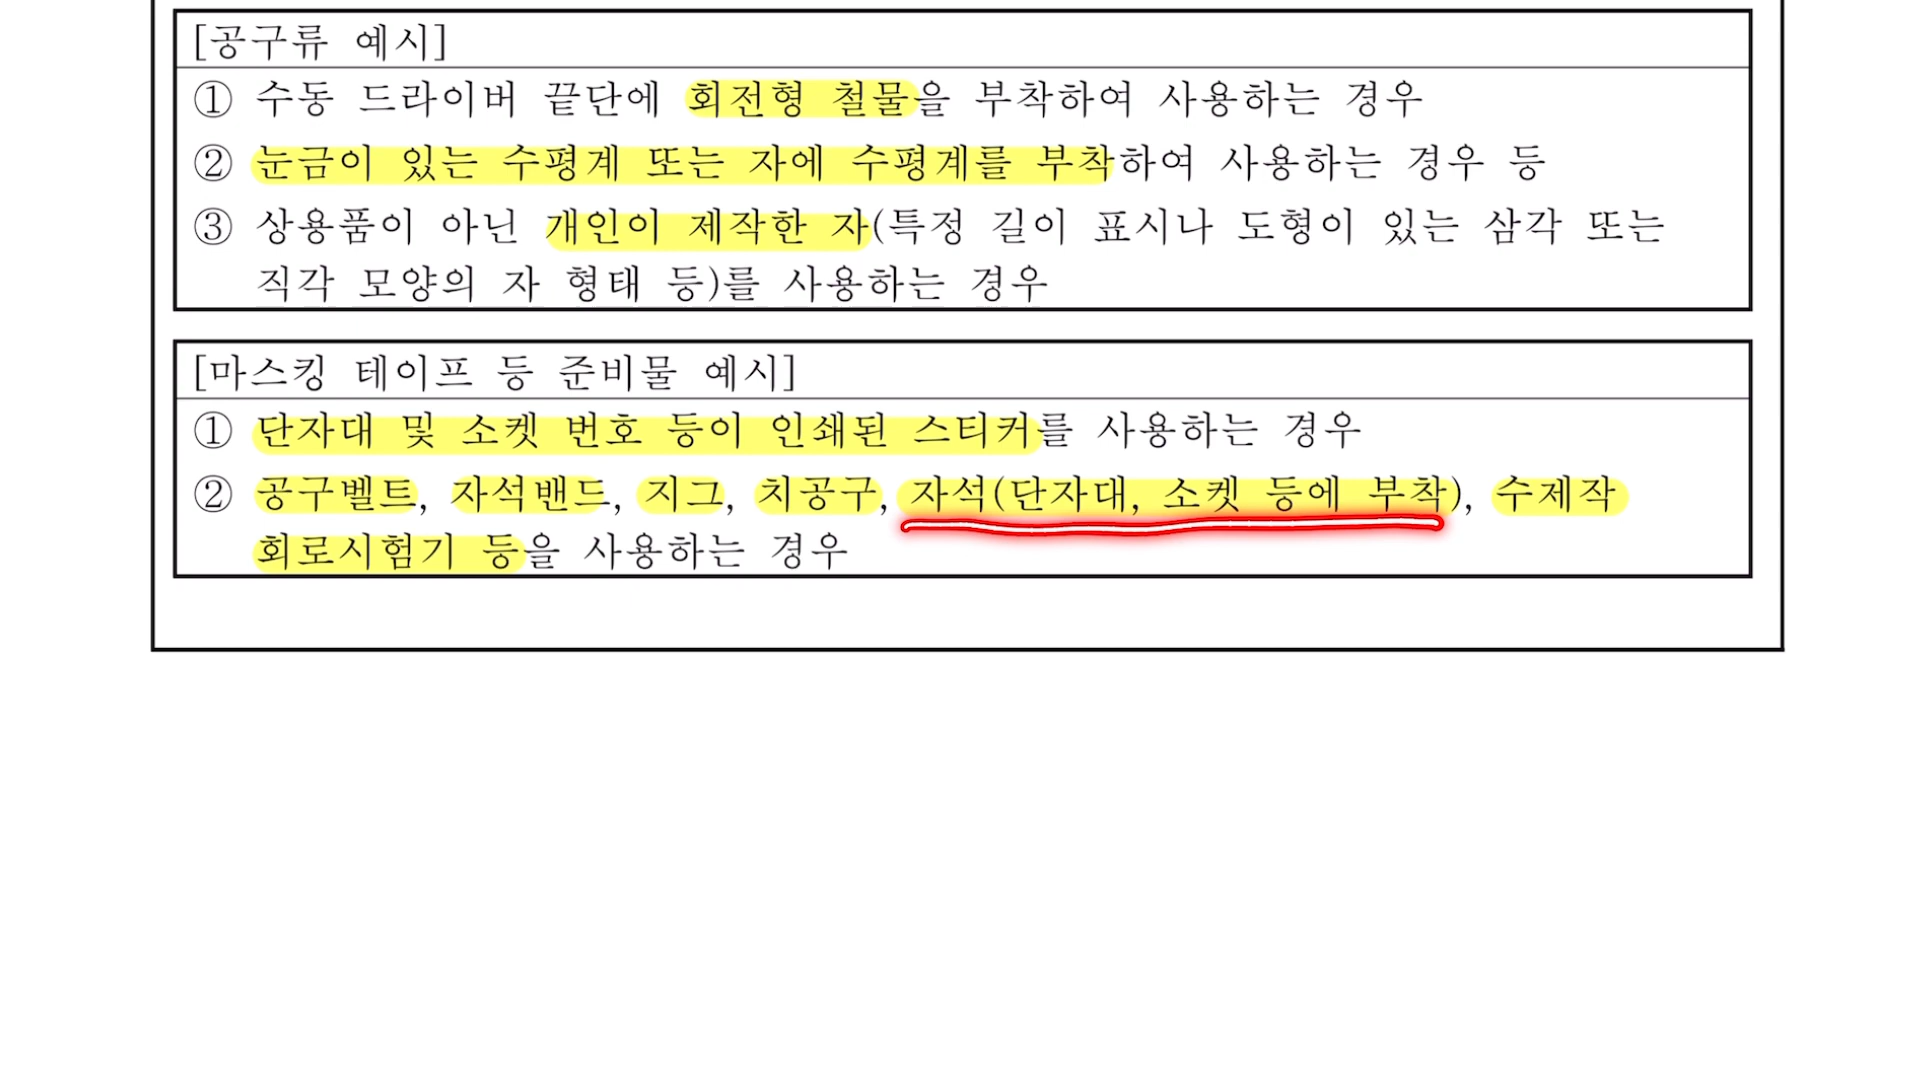 [공구류 예시]
① 수동 드라이버 끝단에 회전형 철물을 부착하여 사용하는 경우
② 눈금이 있는 수평계 또는 자에 수평계를 부착하여 사용하는 경우 등
③ 상용품이 아닌 개인이 제작한 자(특정 길이 표시나 도형이 있는 삼각 또는
직각 모양의 자 형태 등)를 사용하는 경우
[마스킹 테이프 등 준비물 예시]
① 단자대 및 소켓 번호 등이 인쇄된 스티커를 사용하는 경우
② 공구벨트, 자석밴드, 지그, 치공구, 자석(단자대, 소켓 등에 부착), 수제작
회로시험기 등을 사용하는 경우